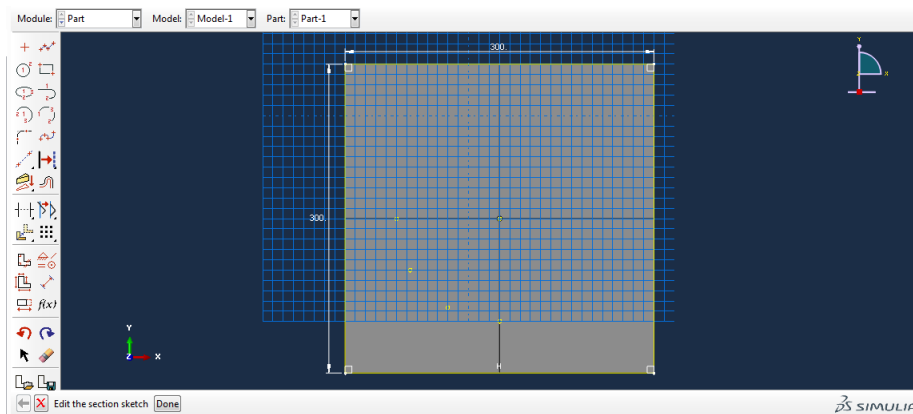 Module: Part Model: Model-1 Part: Part-1
300.
Y
X
300.
H
f(x)
Y
Z X
Edit the section sketch Done
SIMULIA